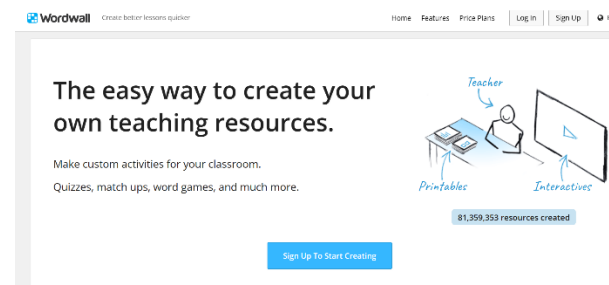 Wordwall Create better lessons quicker Home Features Price Plans Log in Sign Up
The easy way to create your
own teaching resources.
Make custom activities for your classroom.
Quizzes, match ups, word games, and much more.
Teacher
Printables Interactives
81,359,353 resources created
Sign Up To Start Creating